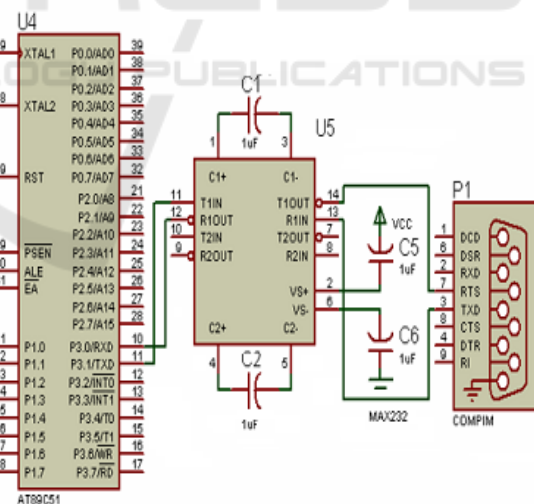 U4
XTAL1
XTAL2
RST
PSEN
ALE
EA
P1.0
P1.1
P1.2
P1.3
P1.4
P1.5
P1.6
P1.7
P0.0/AD0 39
P0.1/AD1 38
P0.2/AD2 37
P0.3/AD3 36
P0.4/AD4 35
P0.5/AD5 34
P0.6/AD6 33
P0.7/AD7 32
P2.0/A8 21
P2.1/A9 22
P2.2/A10 23
P2.3/A11 24
P2.4/A12 25
P2.5/A13 26
P2.6/A14 27
P2.7/A15 28
P3.0/RXD 10
P3.1/TXD 11
P3.2/INT0 12
P3.3/INT1 13
P3.4/T0 14
P3.5/T1 15
P3.6/WR 16
P3.7/RD 17
AT89C51
PUBLICATIONS
C1
1uF
U5
1 3
C1+ C1-
11 T1IN T1OUT 14
12 R1OUT R1IN 13
10 T2IN T2OUT 7
9 R2OUT R2IN 8
VS+ 2
VS- 6
C2+ C2-
4 5
C2
1uF
VCC
C5
1uF
C6
1uF
MAX232
P1
1 DCD
6 DSR
2 RXD
7 RTS
3 TXD
8 CTS
4 DTR
9 RI
COMPIM